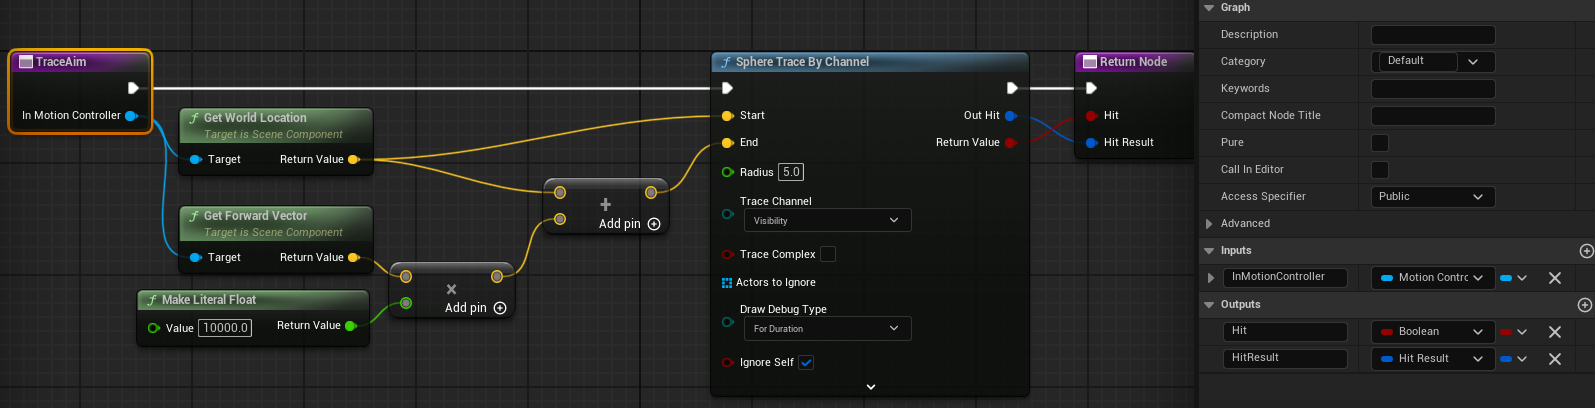 TraceAim
In Motion Controller
Get World Location
Target is Scene Component
Target
Return Value
Get Forward Vector
Target is Scene Component
Target
Return Value
Make Literal Float
Value
10000.0
Return Value
×
Add pin
+
Add pin
Sphere Trace By Channel
Start
Out Hit
End
Return Value
Radius
5.0
Trace Channel
Visibility
Trace Complex
Actors to Ignore
Draw Debug Type
For Duration
Ignore Self
Return Node
Hit
Hit Result
Graph
Description
Category
Default
Keywords
Compact Node Title
Pure
Call In Editor
Access Specifier
Public
Advanced
Inputs
InMotionController
Motion Contrc
Outputs
Hit
Boolean
HitResult
Hit Result